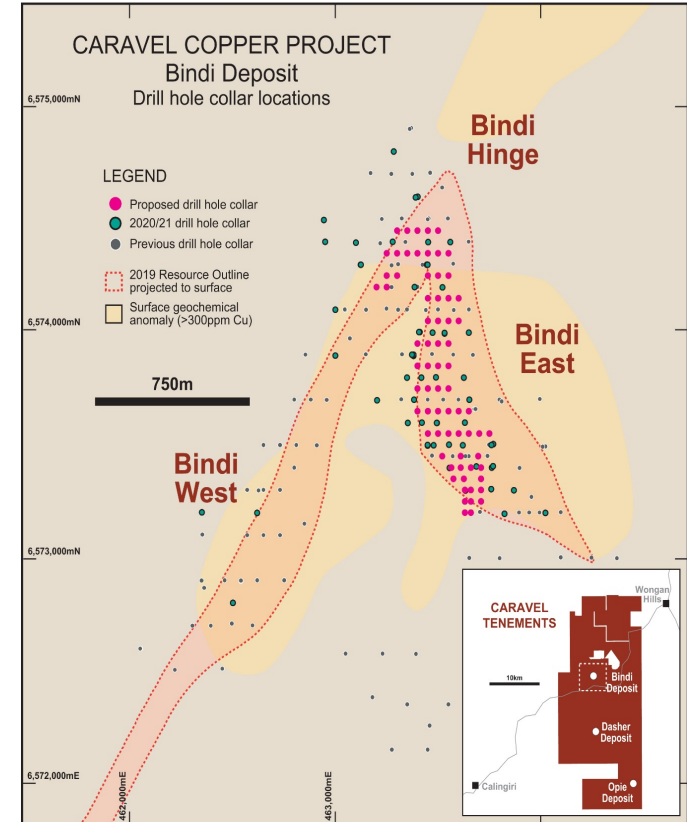 CARAVEL COPPER PROJECT
Bindi Deposit
Drill hole collar locations
6,575,000mN
Bindi
Hinge
LEGEND
Proposed drill hole collar
2020/21 drill hole collar
Previous drill hole collar
2019 Resource Outline
projected to surface
Surface geochemical
anomaly (>300ppm Cu)
6,574,000mN
Bindi
East
750m
Bindi
West
6,573,000mN
Wongan
Hills
CARAVEL
TENEMENTS
10km
Bindi
Deposit
Dasher
Deposit
Calingiri
Opie
Deposit
6,572,000mE
462,000mE
463,000mE